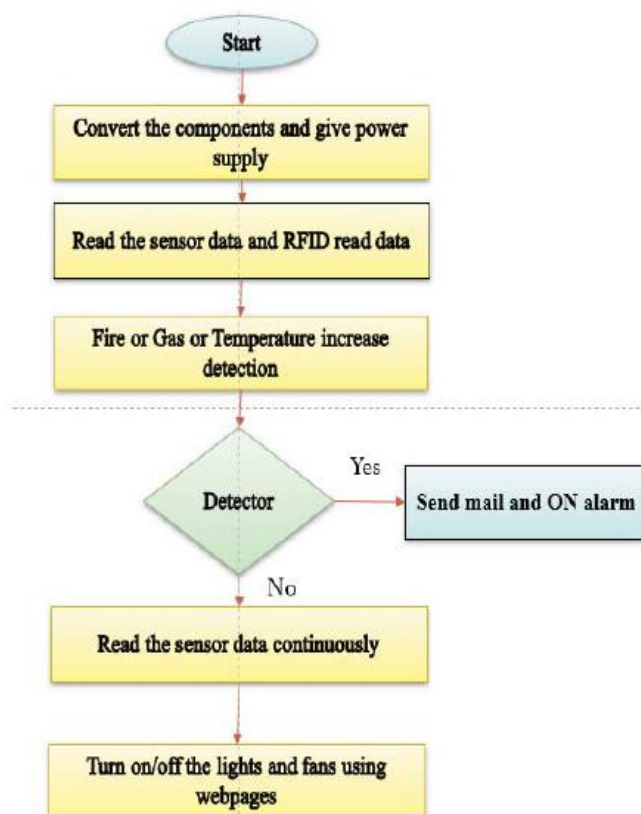 Start
Convert the components and give power
supply
Read the sensor data and RFID read data
Fire or Gas or Temperature increase
detection
Yes
Detector
Send mail and ON alarm
No
Read the sensor data continuously
Turn on/off the lights and fans using
webpages